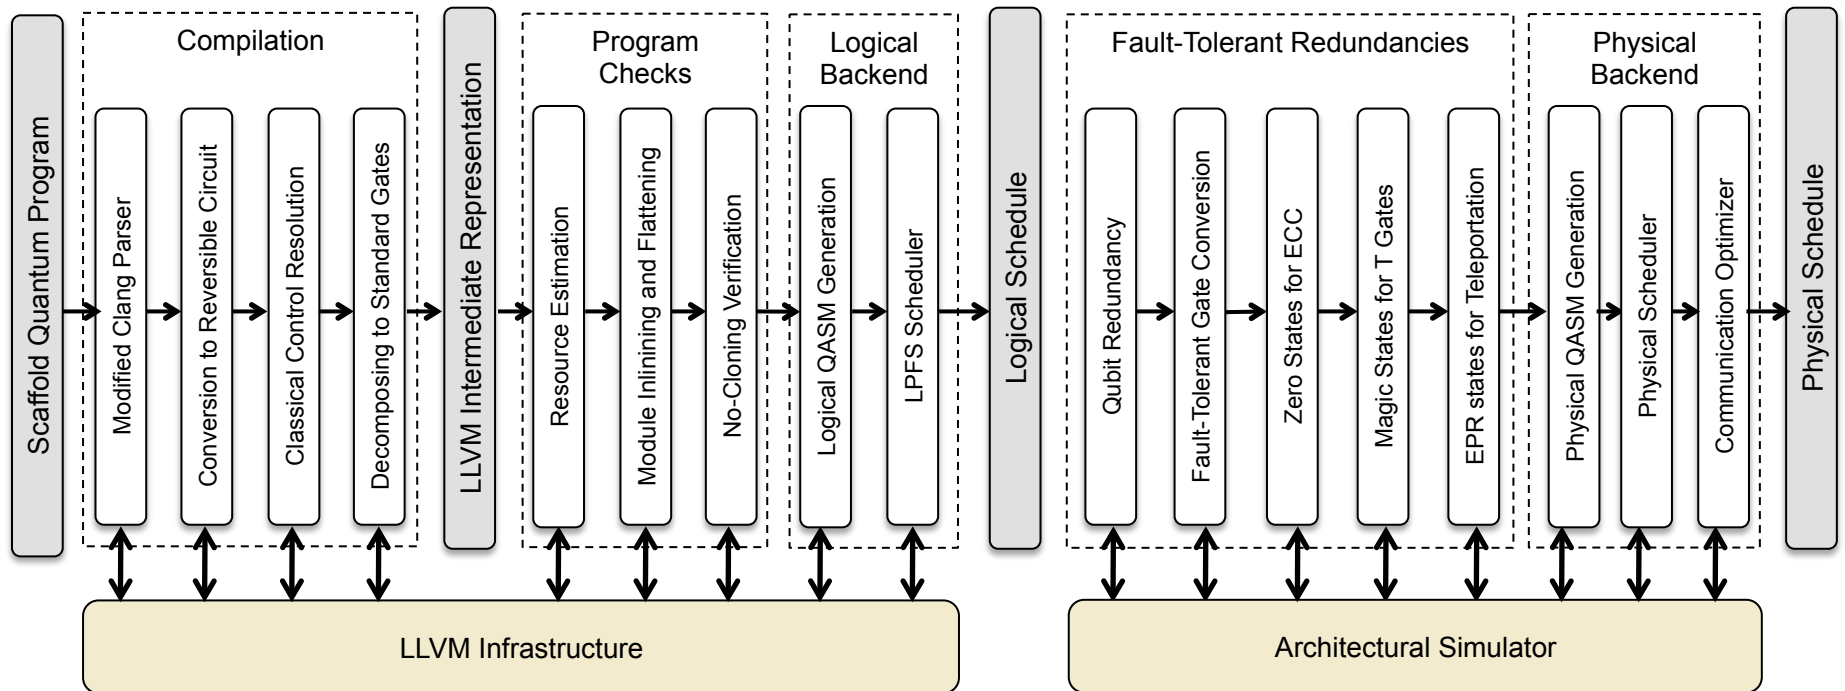 Scaffold Quantum Program
Compilation
Modified Clang Parser
Conversion to Reversible Circuit
Classical Control Resolution
Decomposing to Standard Gates
LLVM Intermediate Representation
Program
Checks
Resource Estimation
Module Inlinining and Flattening
No-Cloning Verification
Logical
Backend
Logical QASM Generation
LPFS Scheduler
Logical Schedule
Fault-Tolerant Redundancies
Qubit Redundancy
Fault-Tolerant Gate Conversion
Zero States for ECC
Magic States for T Gates
EPR states for Teleportation
Physical
Backend
Physical QASM Generation
Physical Scheduler
Communication Optimizer
Physical Schedule
LLVM Infrastructure
Architectural Simulator